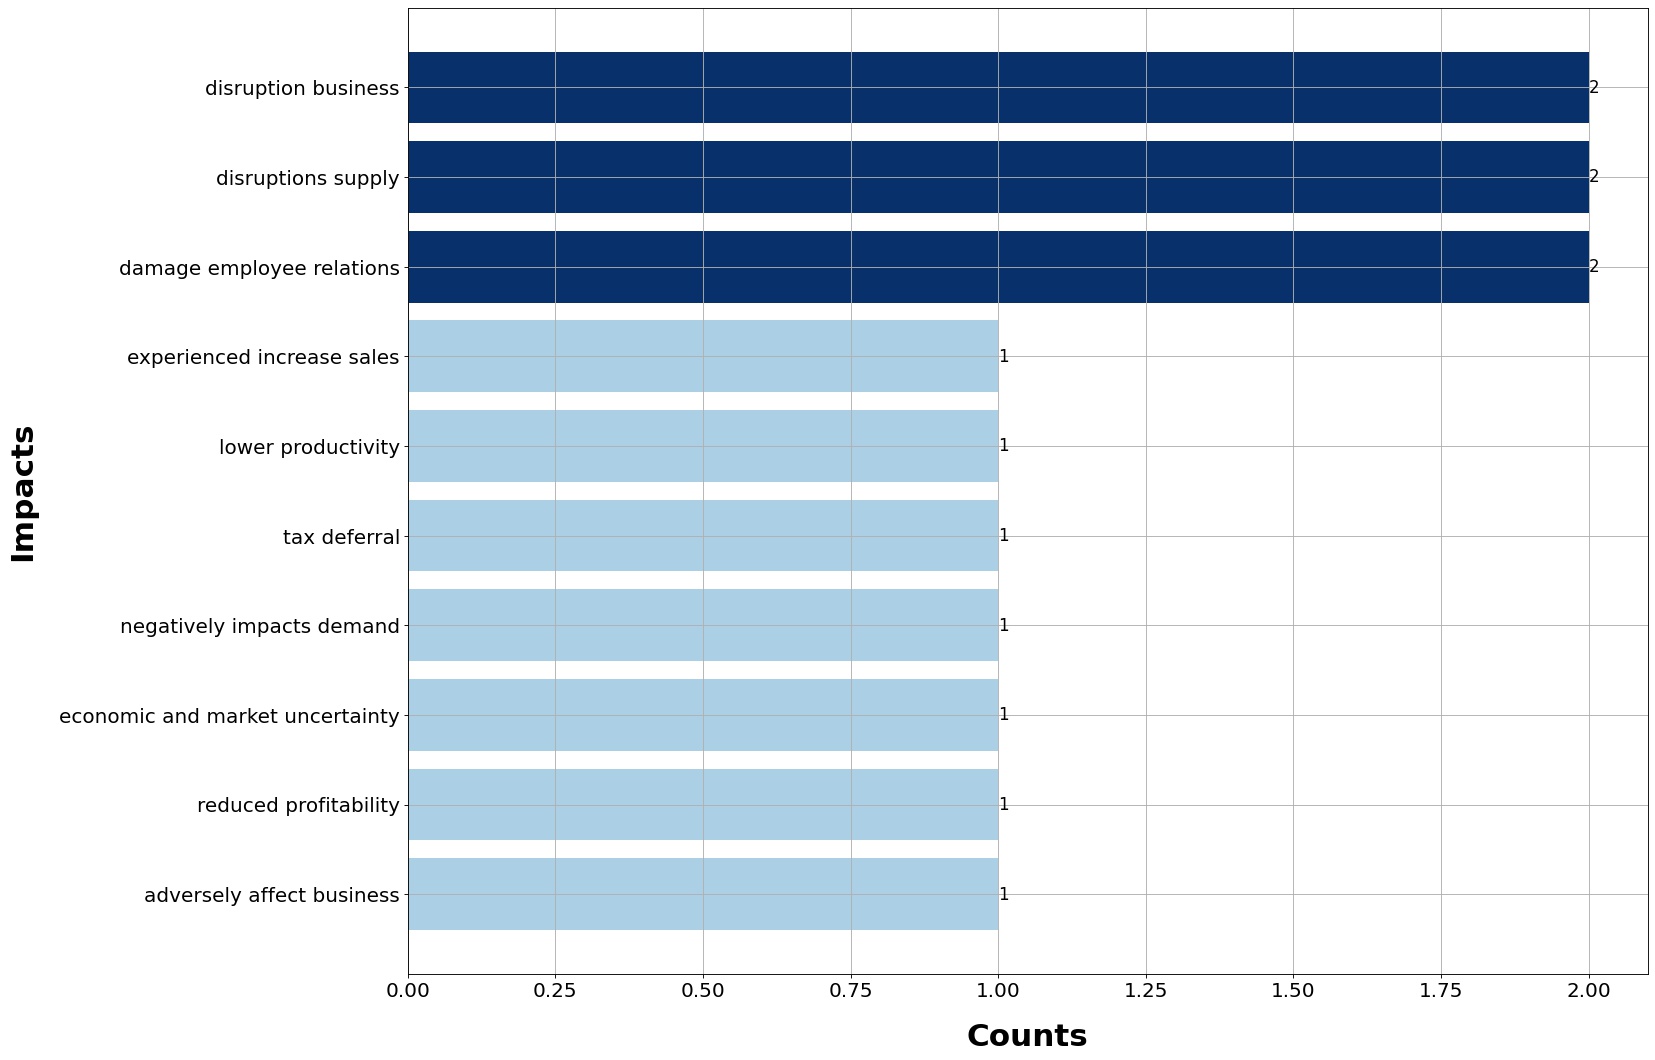 disruption business
2
disruptions supply
2
damage employee relations
2
experienced increase sales
1
lower productivity
1
tax deferral
1
negatively impacts demand
1
economic and market uncertainty
1
reduced profitability
1
adversely affect business
1
Impacts
0.00 0.25 0.50 0.75 1.00 1.25 1.50 1.75 2.00
Counts